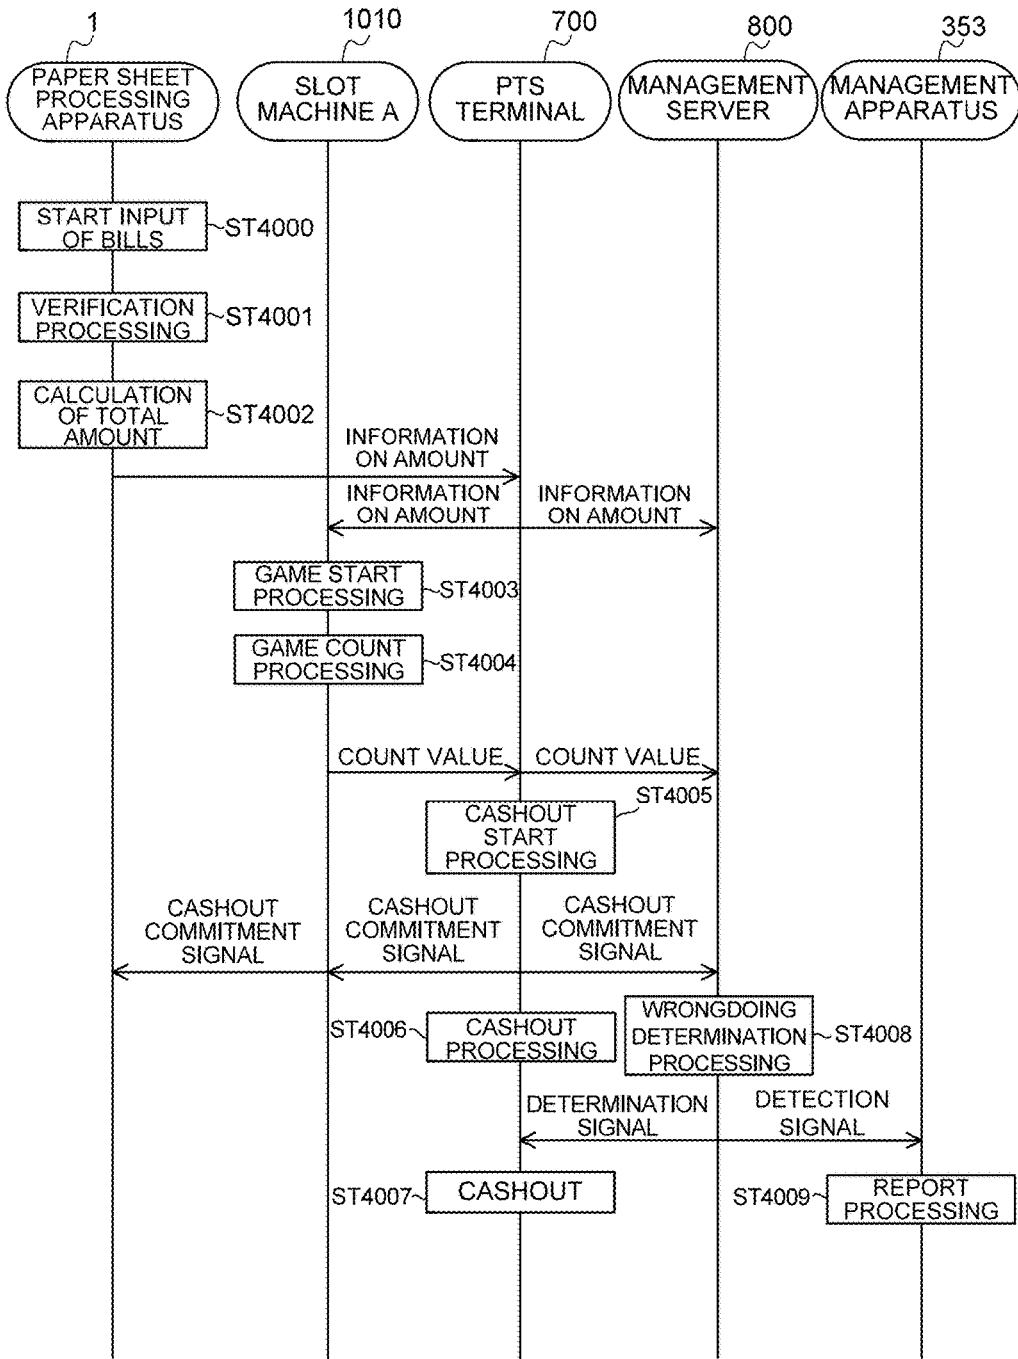 1
1010
700
800
353
PAPER SHEET
PROCESSING
APPARATUS
SLOT
MACHINE A
PTS
TERMINAL
MANAGEMENT
SERVER
MANAGEMENT
APPARATUS
START INPUT
OF BILLS
ST4000
VERIFICATION
PROCESSING
ST4001
CALCULATION
OF TOTAL
AMOUNT
ST4002
INFORMATION
ON AMOUNT
INFORMATION
ON AMOUNT
INFORMATION
ON AMOUNT
GAME START
PROCESSING
ST4003
GAME COUNT
PROCESSING
ST4004
COUNT VALUE
COUNT VALUE
ST4005
CASHOUT
START
PROCESSING
CASHOUT
COMMITMENT
SIGNAL
CASHOUT
COMMITMENT
SIGNAL
CASHOUT
COMMITMENT
SIGNAL
ST4006
CASHOUT
PROCESSING
WRONGDOING
DETERMINATION
PROCESSING
ST4008
DETERMINATION
SIGNAL
DETECTION
SIGNAL
ST4007
CASHOUT
ST4009
REPORT
PROCESSING